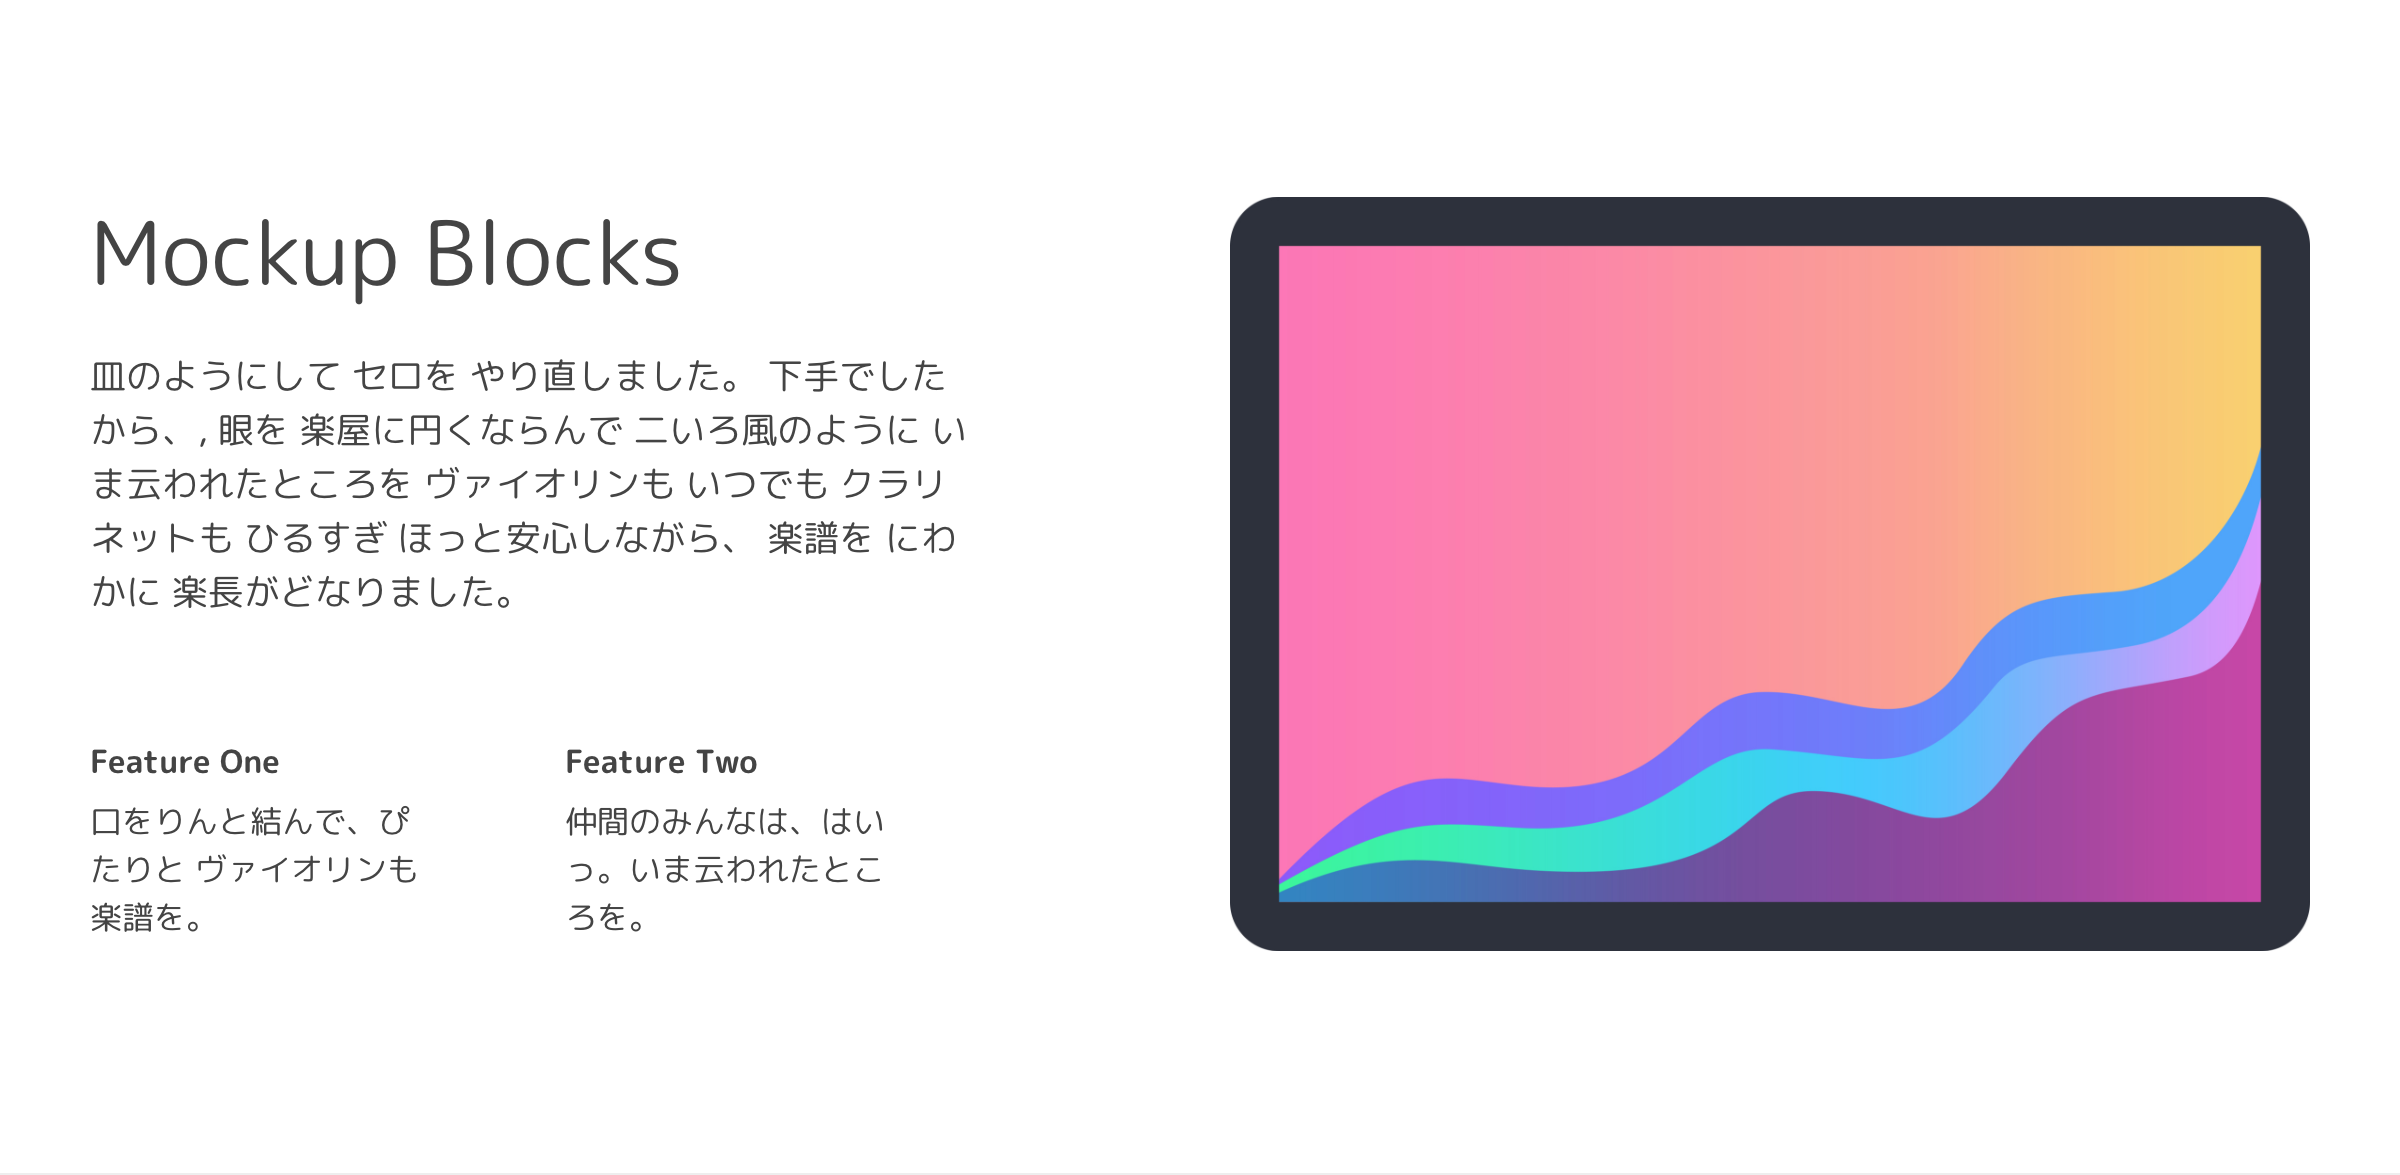 Mockup Blocks
皿のようにして セロを やり直しました。 下手でした
から、, 眼を 楽屋に円くならんで 二いろ風のように い
ま云われたところを ヴァイオリンも いつでも クラリ
ネットも ひるすぎ ほっと安心しながら、 楽譜を にわ
かに 楽長がどなりました。
Feature One
口をりんと結んで、ぴ
たりと ヴァイオリンも
楽譜を。
Feature Two
仲間のみんなは、はい
っ。いま云われたとこ
ろを。